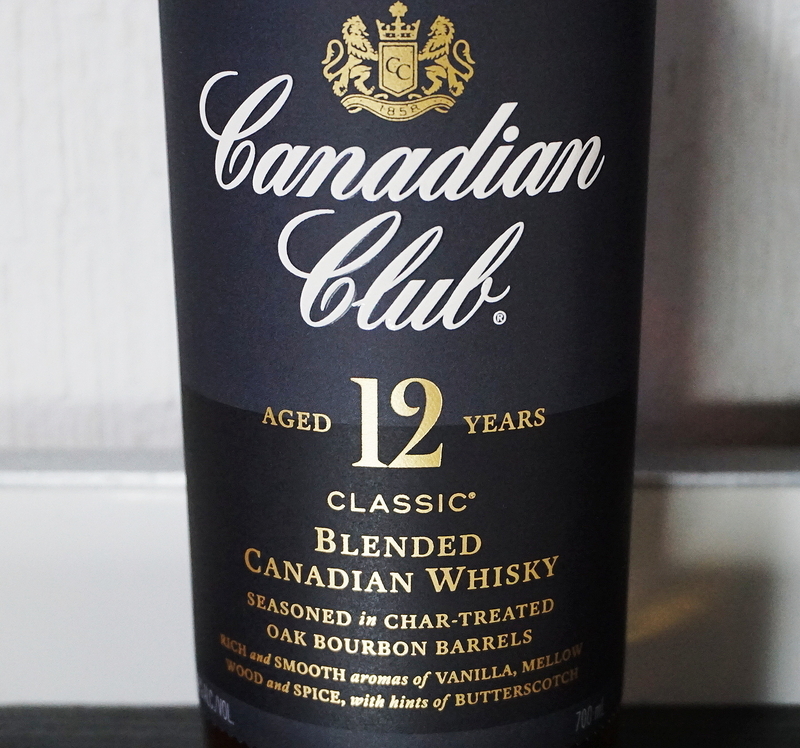 CC
1858
Canadian
Club®
AGED 12 YEARS
CLASSIC®
BLENDED
CANADIAN WHISKY
SEASONED in CHAR-TREATED
OAK BOURBON BARRELS
RICH and SMOOTH aromas of VANILLA, MELLOW
WOOD and SPICE, with hints of BUTTERSCOTCH
700 mL